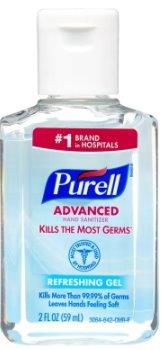 #1 BRAND
IN HOSPITALS
Purell
ADVANCED
HAND SANITIZER
KILLS THE MOST GERMS
REFRESHING GEL
Kills More Than 99.99% of Germs
Leaves Hands Feeling Soft
2 FL OZ (59 mL)